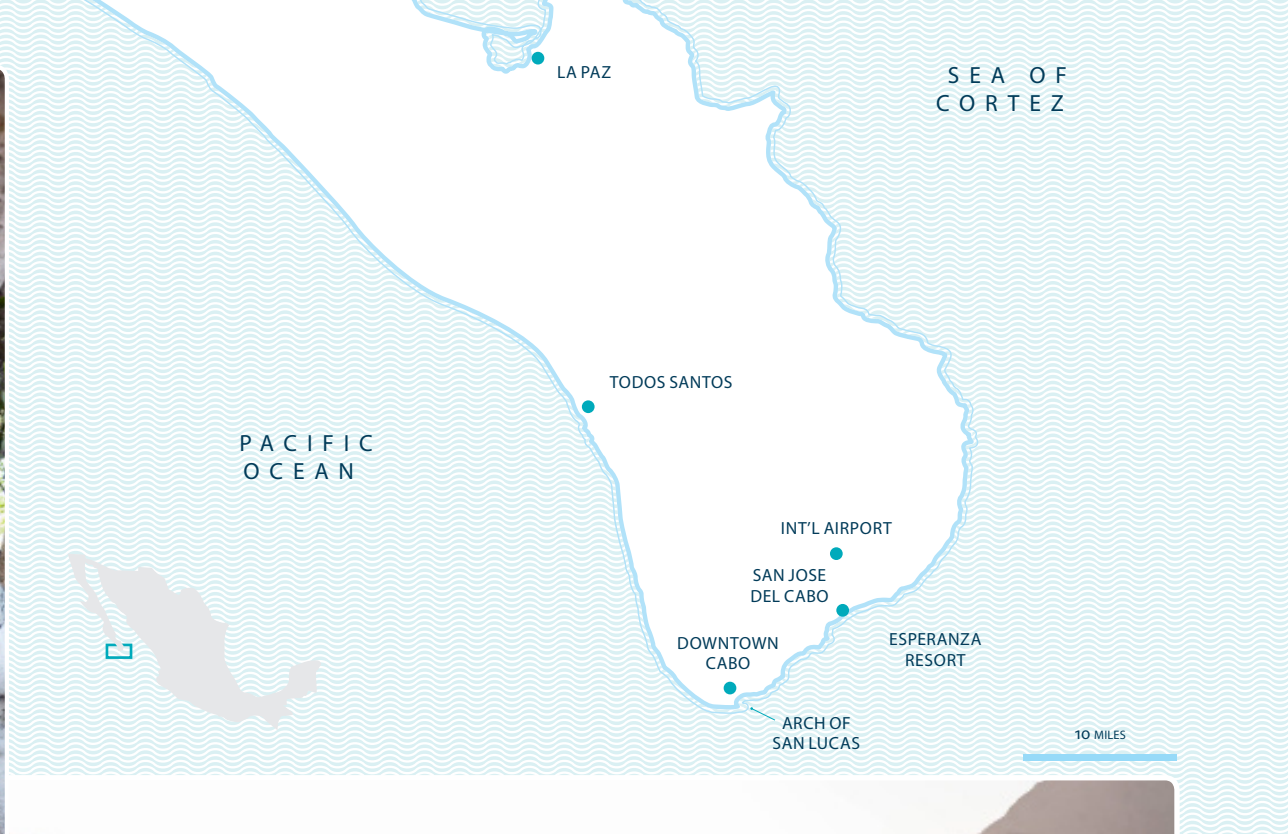 LA PAZ
SEA OF
CORTEZ
TODOS SANTOS
PACIFIC
OCEAN
INT’L AIRPORT
SAN JOSE
DEL CABO
ESPERANZA
RESORT
DOWNTOWN
CABO
ARCH OF
SAN LUCAS
10 MILES